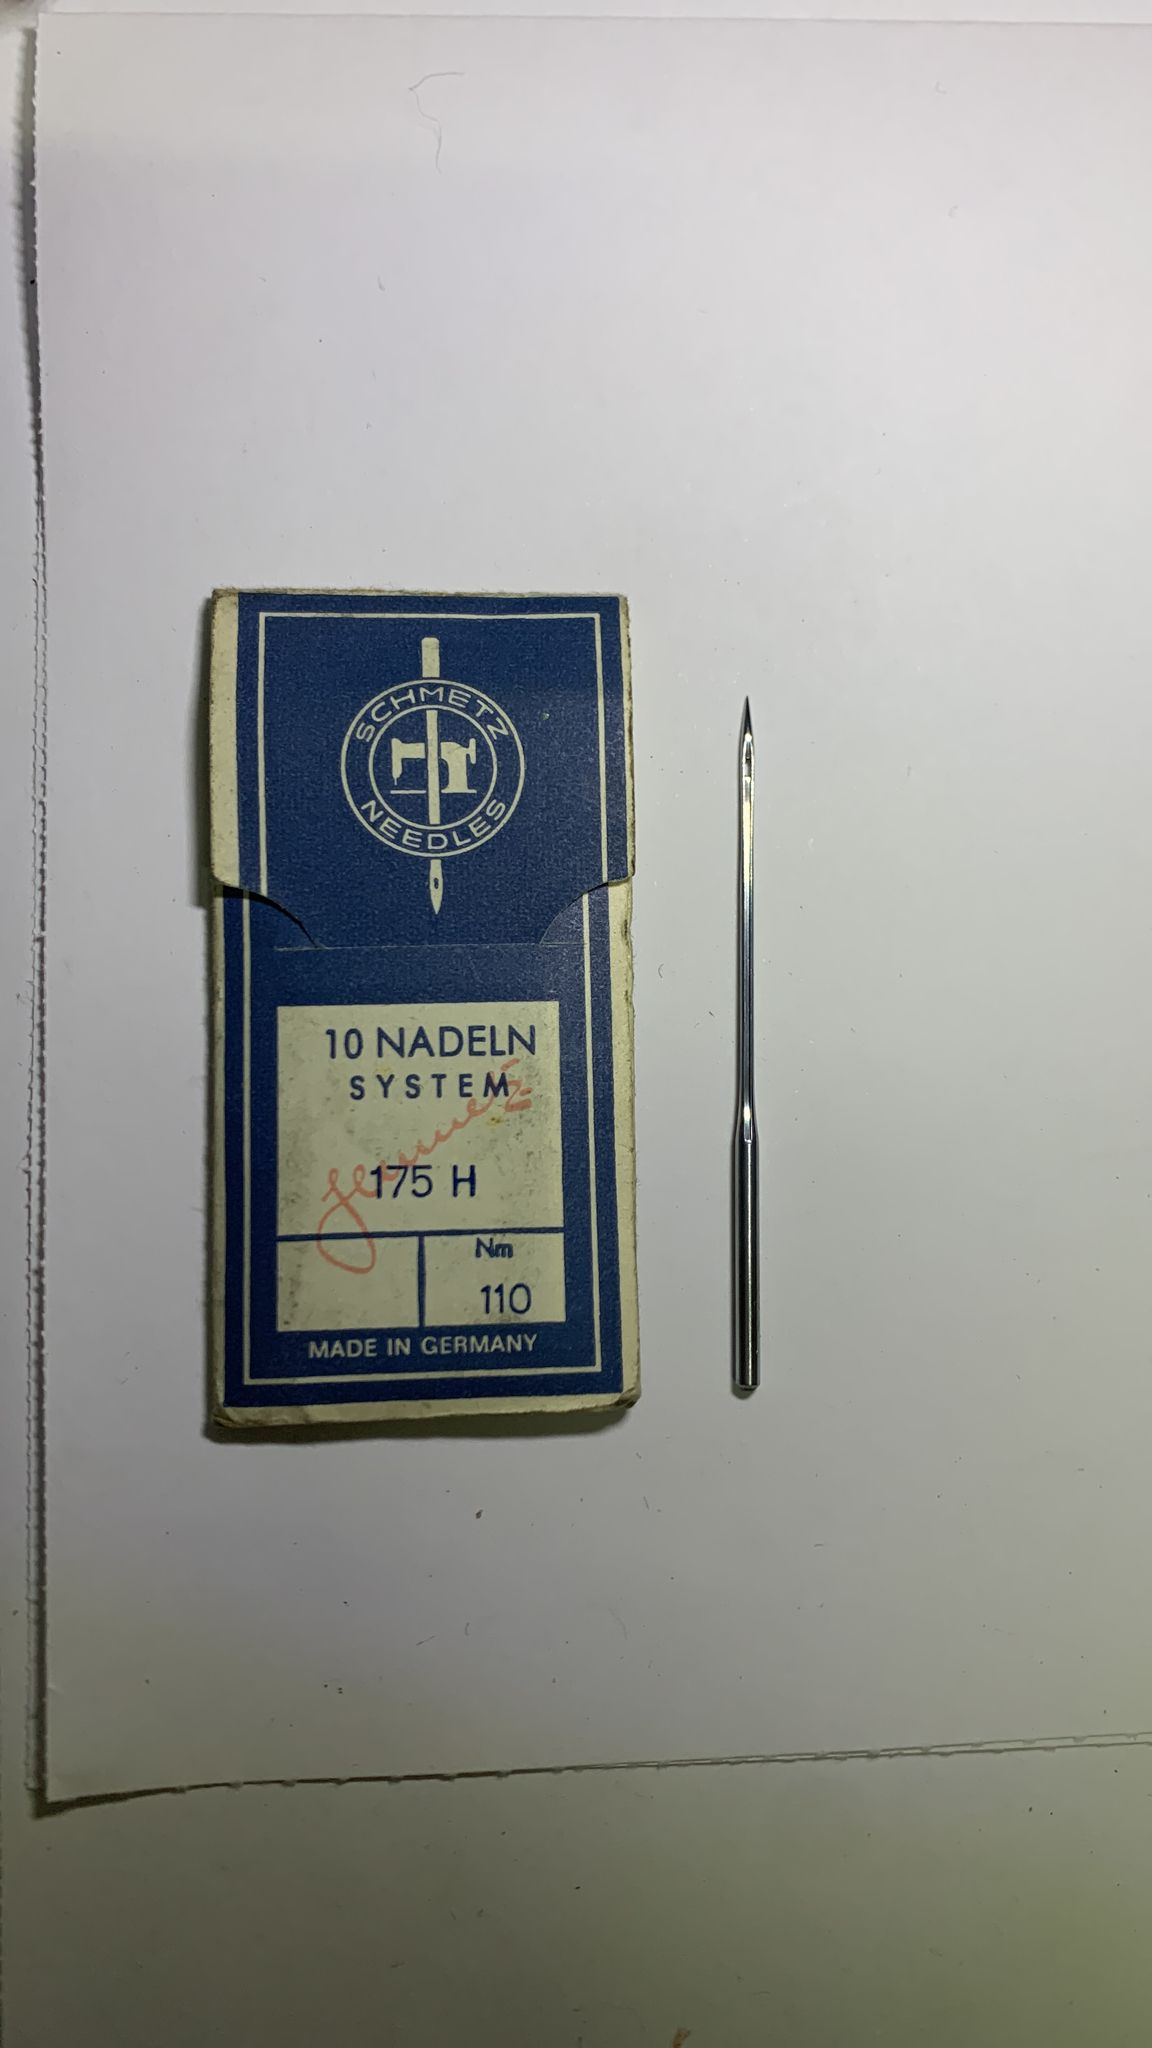 SCHMETZ
NEEDLES
10 NADELN
SYSTEM
175 H
Nm
110
MADE IN GERMANY